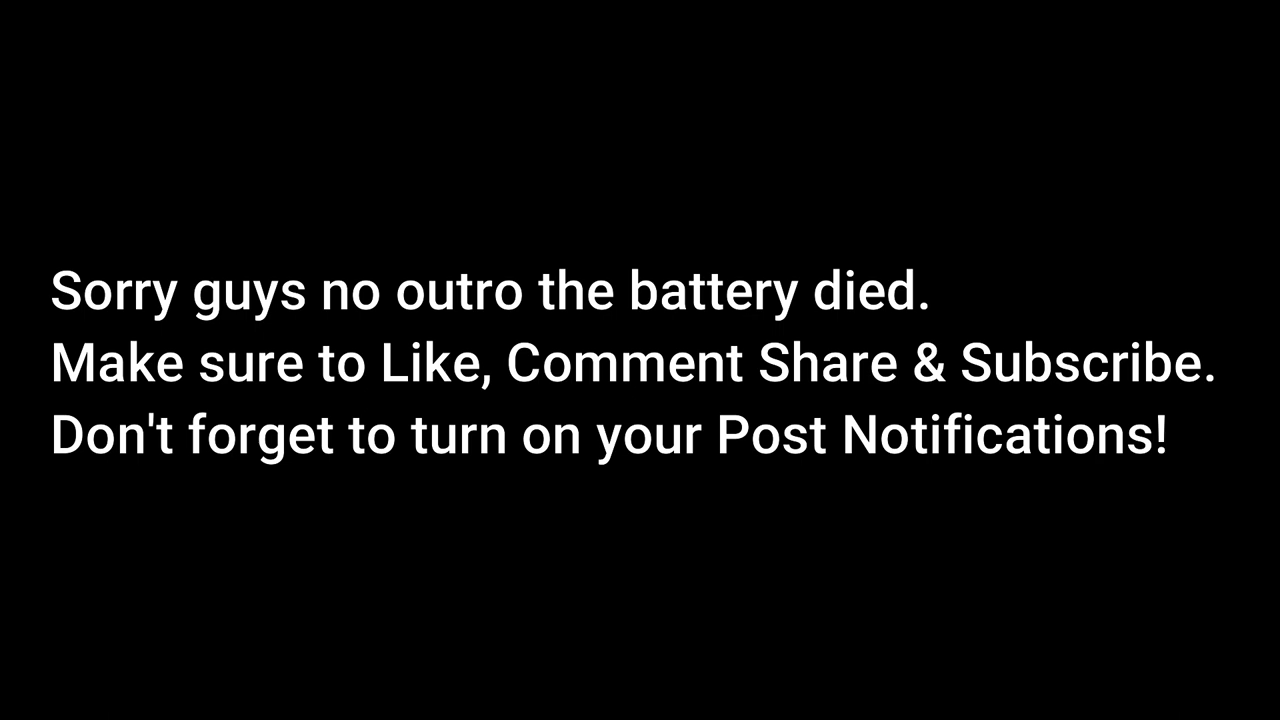 Sorry guys no outro the battery died.
Make sure to Like, Comment Share & Subscribe.
Don't forget to turn on your Post Notifications!